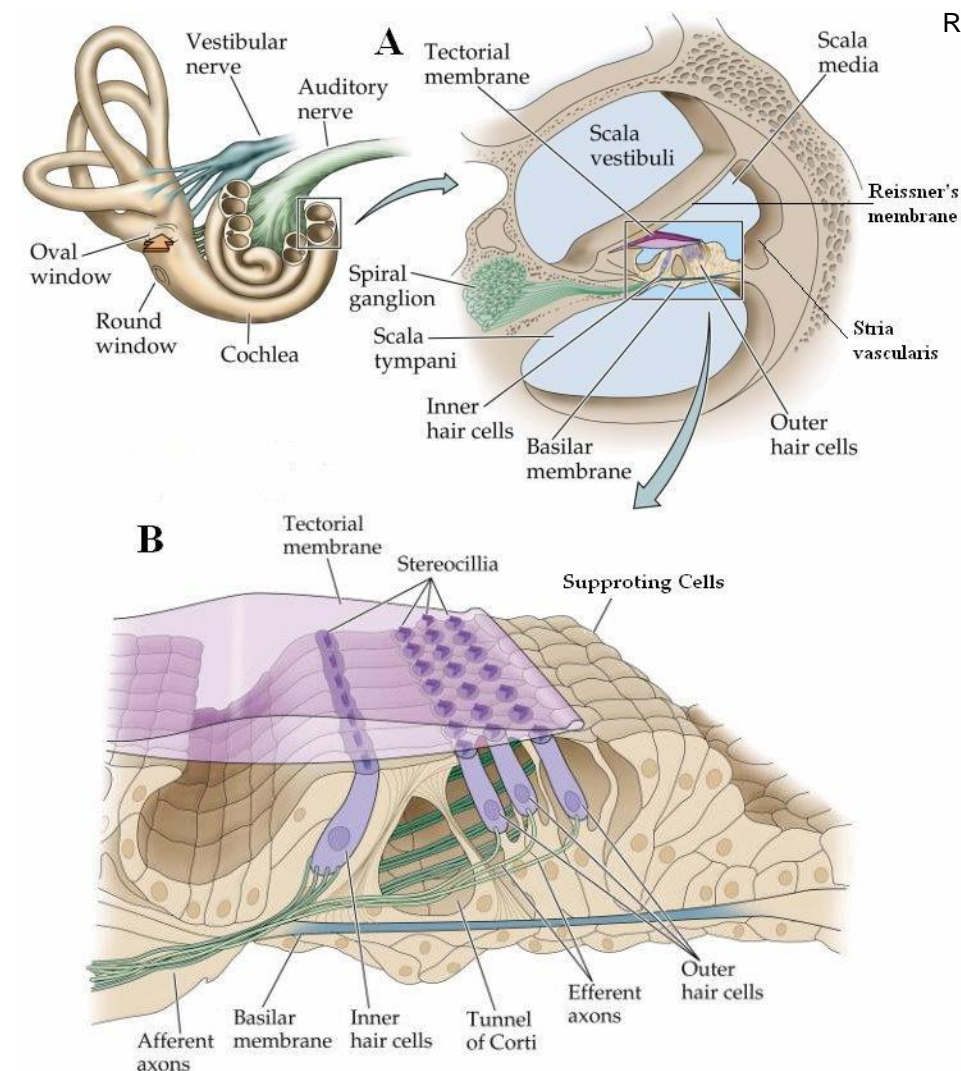 R
A
Vestibular
nerve
Auditory
nerve
Oval
window
Round
window
Cochlea
Tectorial
membrane
Scala
media
Scala
vestibuli
Reissner's
membrane
Spiral
ganglion
Scala
tympani
Stria
vascularis
Inner
hair cells
Basilar
membrane
Outer
hair cells
B
Tectorial
membrane
Stereocillia
Supproting Cells
Afferent
axons
Basilar
membrane
Inner
hair cells
Tunnel
of Corti
Efferent
axons
Outer
hair cells